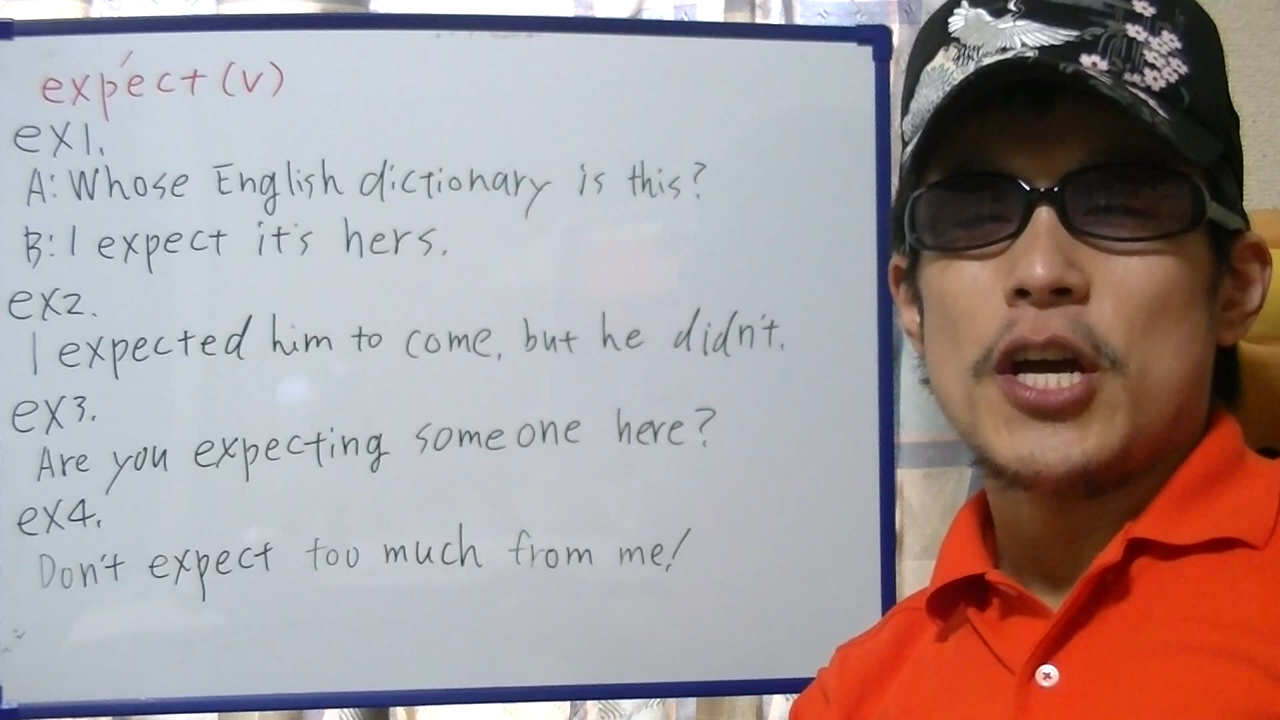 expéct (v)
ex1.
A: Whose English dictionary is this?
B: I expect it's hers.
ex2.
I expected him to come, but he didn't.
ex3.
Are you expecting someone here?
ex4.
Don't expect too much from me!